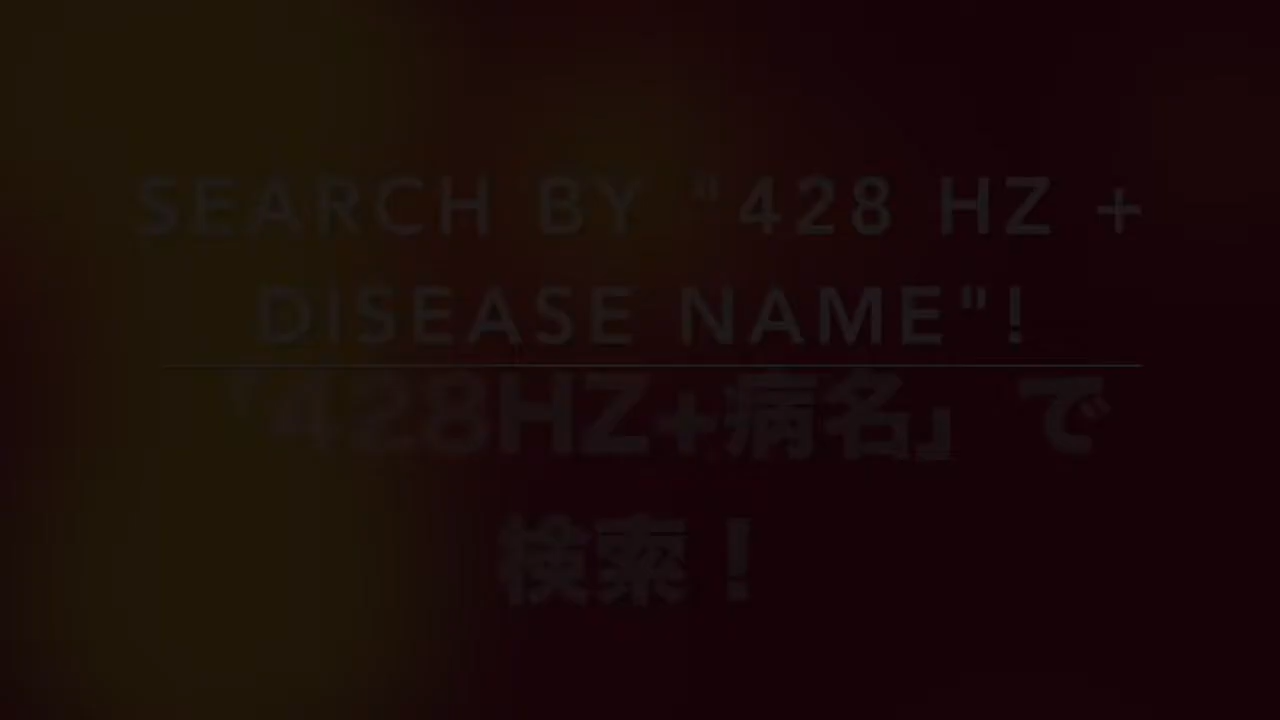 SEARCH BY "428 HZ +
DISEASE NAME"!
「428HZ+病名」で
検索！